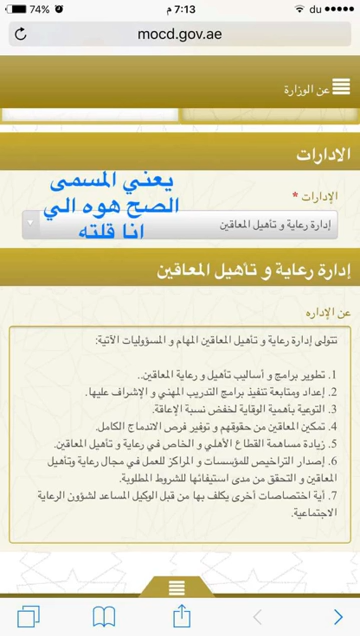 74% م 7:13 du
mocd.gov.ae
عن الوزارة
الادارات
يعني المسمى
الصح هوه الي
انا قلته
الإدارات *
إدارة رعاية و تأهيل المعاقين
إدارة رعاية و تأهيل المعاقين
عن الإداره
تتولى إدارة رعاية و تأهيل المعاقين المهام و المسؤوليات الآتية:
1. تطوير برامج و أساليب تأهيل و رعاية المعاقين..
2. إعداد ومتابعة تنفيذ برامج التدريب المهني و الإشراف عليها.
3. التوعية بأهمية الوقاية لخفض نسبة الإعاقة.
4. تمكين المعاقين من حقوقهم و توفير فرص الاندماج الكامل.
5. زيادة مساهمة القطاع الأهلي و الخاص في رعاية و تأهيل المعاقين.
6. إصدار التراخيص للمؤسسات و المراكز للعمل في مجال رعاية وتأهيل
المعاقين و التحقق من مدى استيفائها للشروط المطلوبة.
7. أية اختصاصات أخرى يكلف بها من قبل الوكيل المساعد لشؤون الرعاية
الاجتماعية.